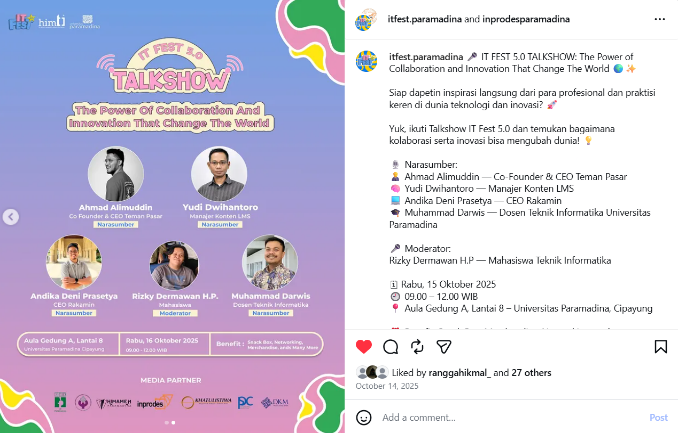 IT FEST
himti
PARAMADINA
IT FEST 5.0
TALKSHOW
The Power Of Collaboration And
Innovation That Change The World
Ahmad Alimuddin
Co Founder & CEO Teman Pasar
Narasumber
Yudi Dwihantoro
Manajer Konten LMS
Narasumber
Andika Deni Prasetya
CEO Rakamin
Narasumber
Rizky Dermawan H.P.
Mahasiswa
Moderator
Muhammad Darwis
Dosen Teknik Informatika
Narasumber
Aula Gedung A, Lantai 8
Universitas Paramadina Cipayung
Rabu, 16 Oktober 2025
09.00 - 12.00 WIB
Benefit :
Snack Box, Networking,
Merchandise, and Many More
MEDIA PARTNER
HIMAMEN
inprodes
KHATULISTIWA
DKM
itfest.paramadina and inprodesparamadina
itfest.paramadina 🎤 IT FEST 5.0 TALKSHOW: The Power of
Collaboration and Innovation That Change The World 🌏 ✨
Siap dapetin inspirasi langsung dari para profesional dan praktisi
keren di dunia teknologi dan inovasi? 🚀
Yuk, ikuti Talkshow IT Fest 5.0 dan temukan bagaimana
kolaborasi serta inovasi bisa mengubah dunia! 💡
Narasumber:
Ahmad Alimuddin — Co-Founder & CEO Teman Pasar
🧠 Yudi Dwihantoro — Manajer Konten LMS
💻 Andika Deni Prasetya — CEO Rakamin
🎓 Muhammad Darwis — Dosen Teknik Informatika Universitas
Paramadina
🎤 Moderator:
Rizky Dermawan H.P — Mahasiswa Teknik Informatika
🗓 Rabu, 15 Oktober 2025
🕘 09.00 – 12.00 WIB
📍 Aula Gedung A, Lantai 8 – Universitas Paramadina, Cipayung
Liked by ranggahikmal_ and 27 others
October 14, 2025
Add a comment...
Post